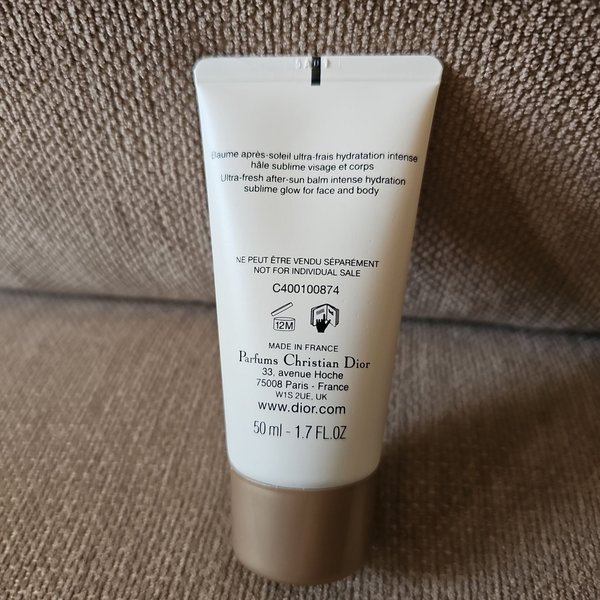 Baume après-soleil ultra-frais hydratation intense
hâle sublime visage et corps
Ultra-fresh after-sun balm intense hydration
sublime glow for face and body
NE PEUT ÊTRE VENDU SÉPARÉMENT
NOT FOR INDIVIDUAL SALE
C400100874
12M
MADE IN FRANCE
Parfums Christian Dior
33, avenue Hoche
75008 Paris - France
W1S 2UE, UK
www.dior.com
50 ml - 1.7 FL.OZ